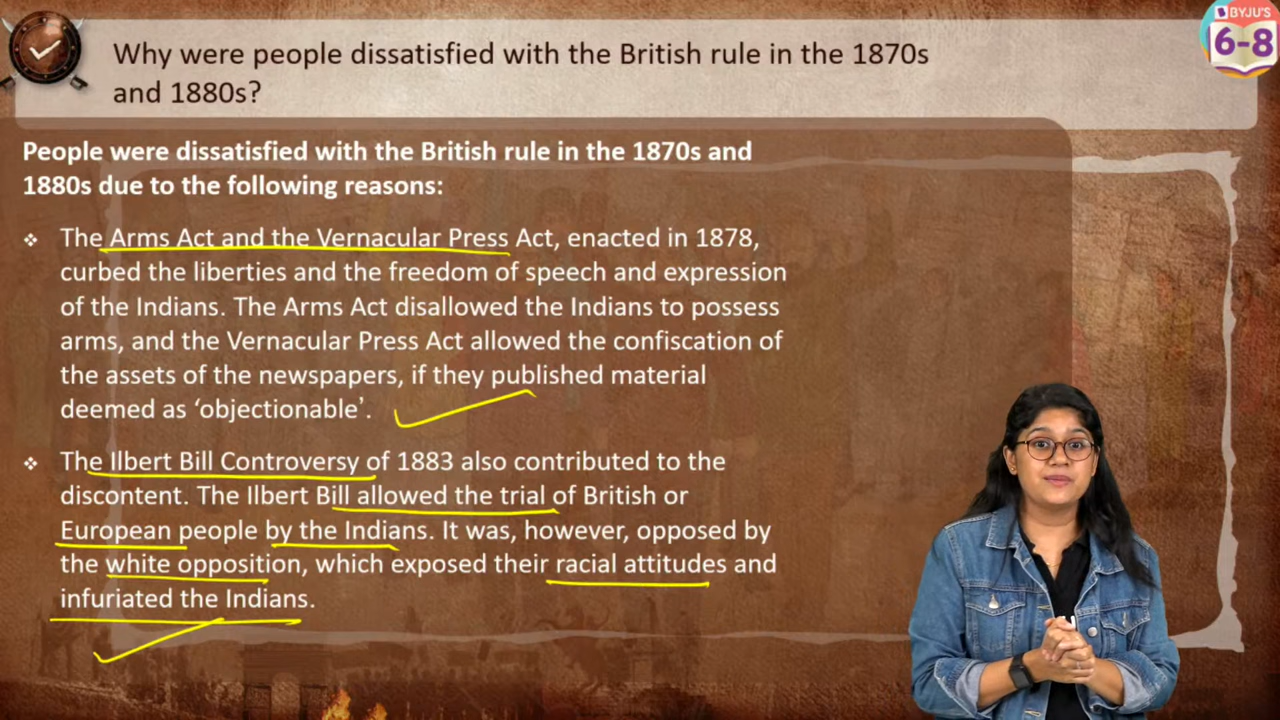 BYJU'S
6-8
Why were people dissatisfied with the British rule in the 1870s
and 1880s?
People were dissatisfied with the British rule in the 1870s and
1880s due to the following reasons:
❖ The Arms Act and the Vernacular Press Act, enacted in 1878,
curbed the liberties and the freedom of speech and expression
of the Indians. The Arms Act disallowed the Indians to possess
arms, and the Vernacular Press Act allowed the confiscation of
the assets of the newspapers, if they published material
deemed as ‘objectionable’.
❖ The Ilbert Bill Controversy of 1883 also contributed to the
discontent. The Ilbert Bill allowed the trial of British or
European people by the Indians. It was, however, opposed by
the white opposition, which exposed their racial attitudes and
infuriated the Indians.